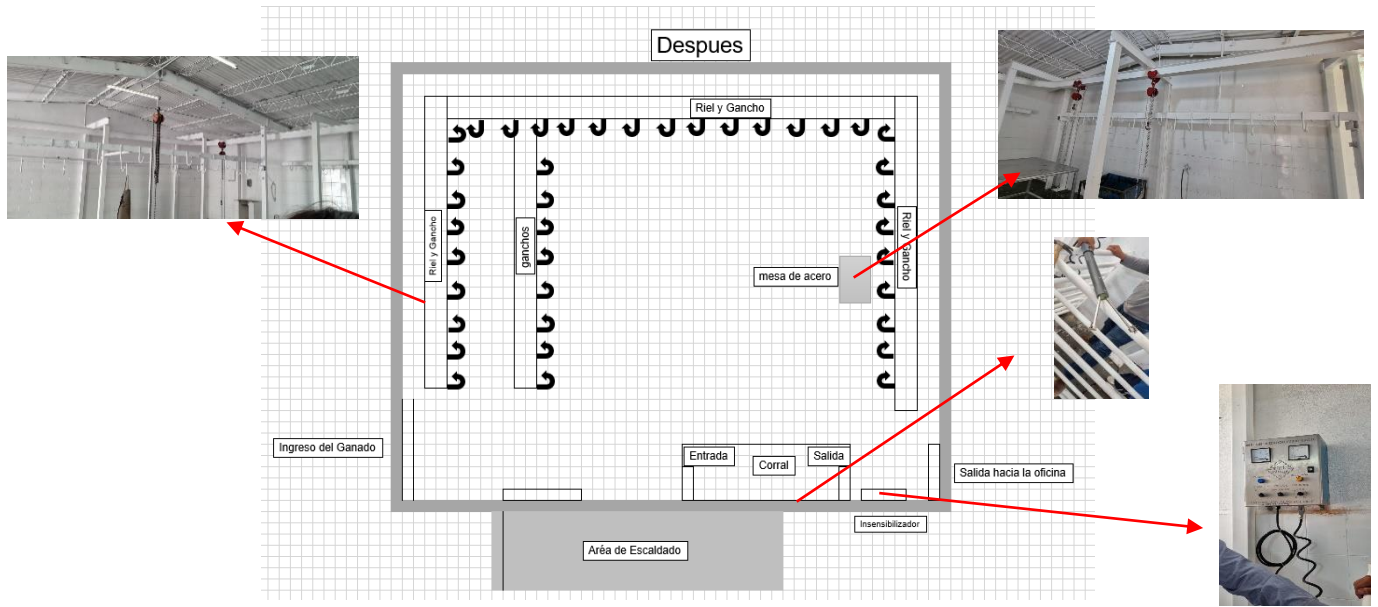 Despues
Riel y Gancho
Riel y Gancho
ganchos
Riel y Gancho
mesa de acero
Ingreso del Ganado
Entrada
Corral
Salida
Salida hacia la oficina
Insensibilizador
Aréa de Escaldado